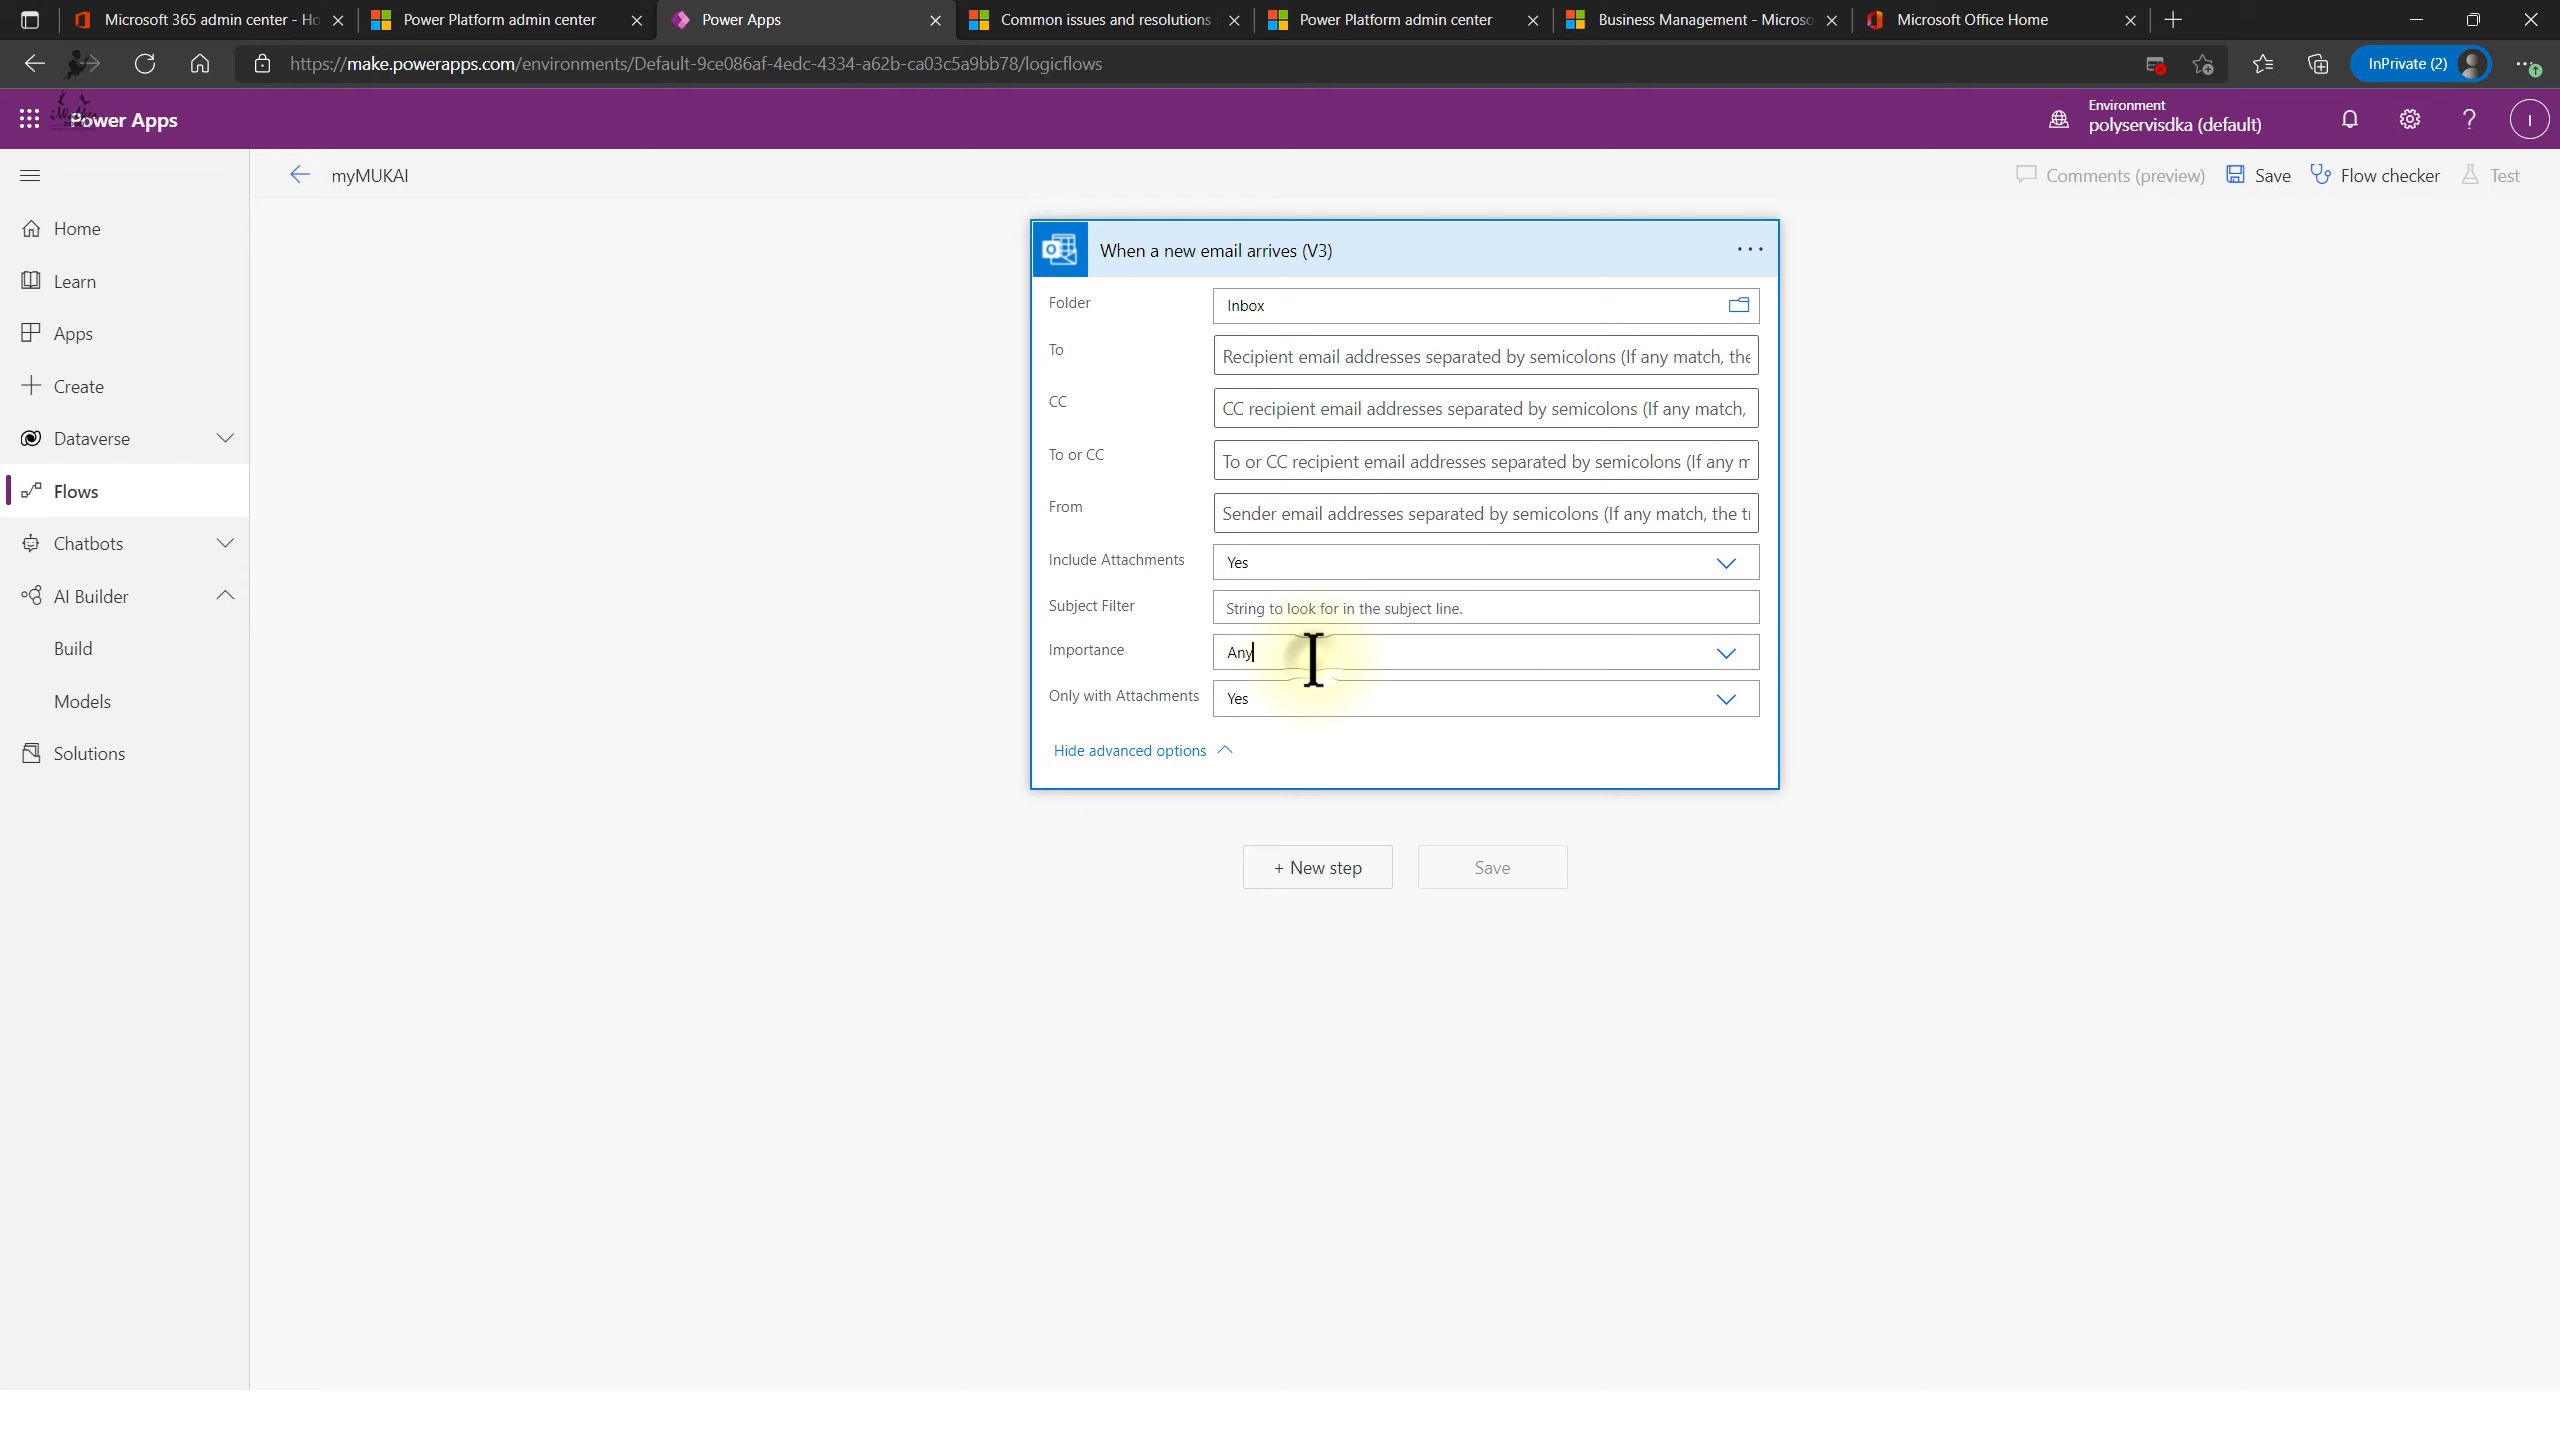 Microsoft 365 admin center - Ho
Power Platform admin center
Power Apps
Common issues and resolutions
Power Platform admin center
Business Management - Microso
Microsoft Office Home
https://make.powerapps.com/environments/Default-9ce086af-4edc-4334-a62b-ca03c5a9bb78/logicflows
InPrivate (2)
Power Apps
Environment
polyservisdka (default)
I
myMUKAI
Comments (preview)
Save
Flow checker
Test
Home
Learn
Apps
Create
Dataverse
Flows
Chatbots
AI Builder
Build
Models
Solutions
When a new email arrives (V3)
Folder
Inbox
To
Recipient email addresses separated by semicolons (If any match, the
CC
CC recipient email addresses separated by semicolons (If any match,
To or CC
To or CC recipient email addresses separated by semicolons (If any m
From
Sender email addresses separated by semicolons (If any match, the tr
Include Attachments
Yes
Subject Filter
String to look for in the subject line.
Importance
Any
Only with Attachments
Yes
Hide advanced options
+ New step
Save